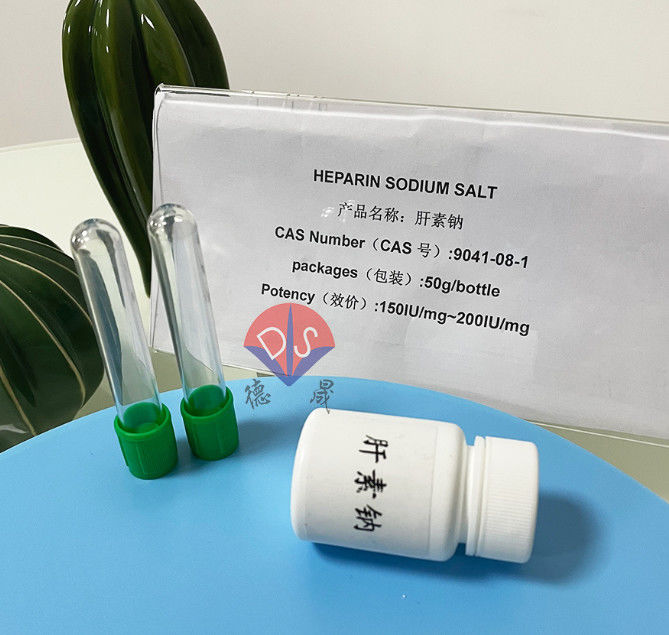 HEPARIN SODIUM SALT
产品名称：肝素钠
CAS Number（CAS 号）:9041-08-1
packages（包装）:50g/bottle
Potency（效价）:150IU/mg~200IU/mg
DS
德 晟
肝素钠